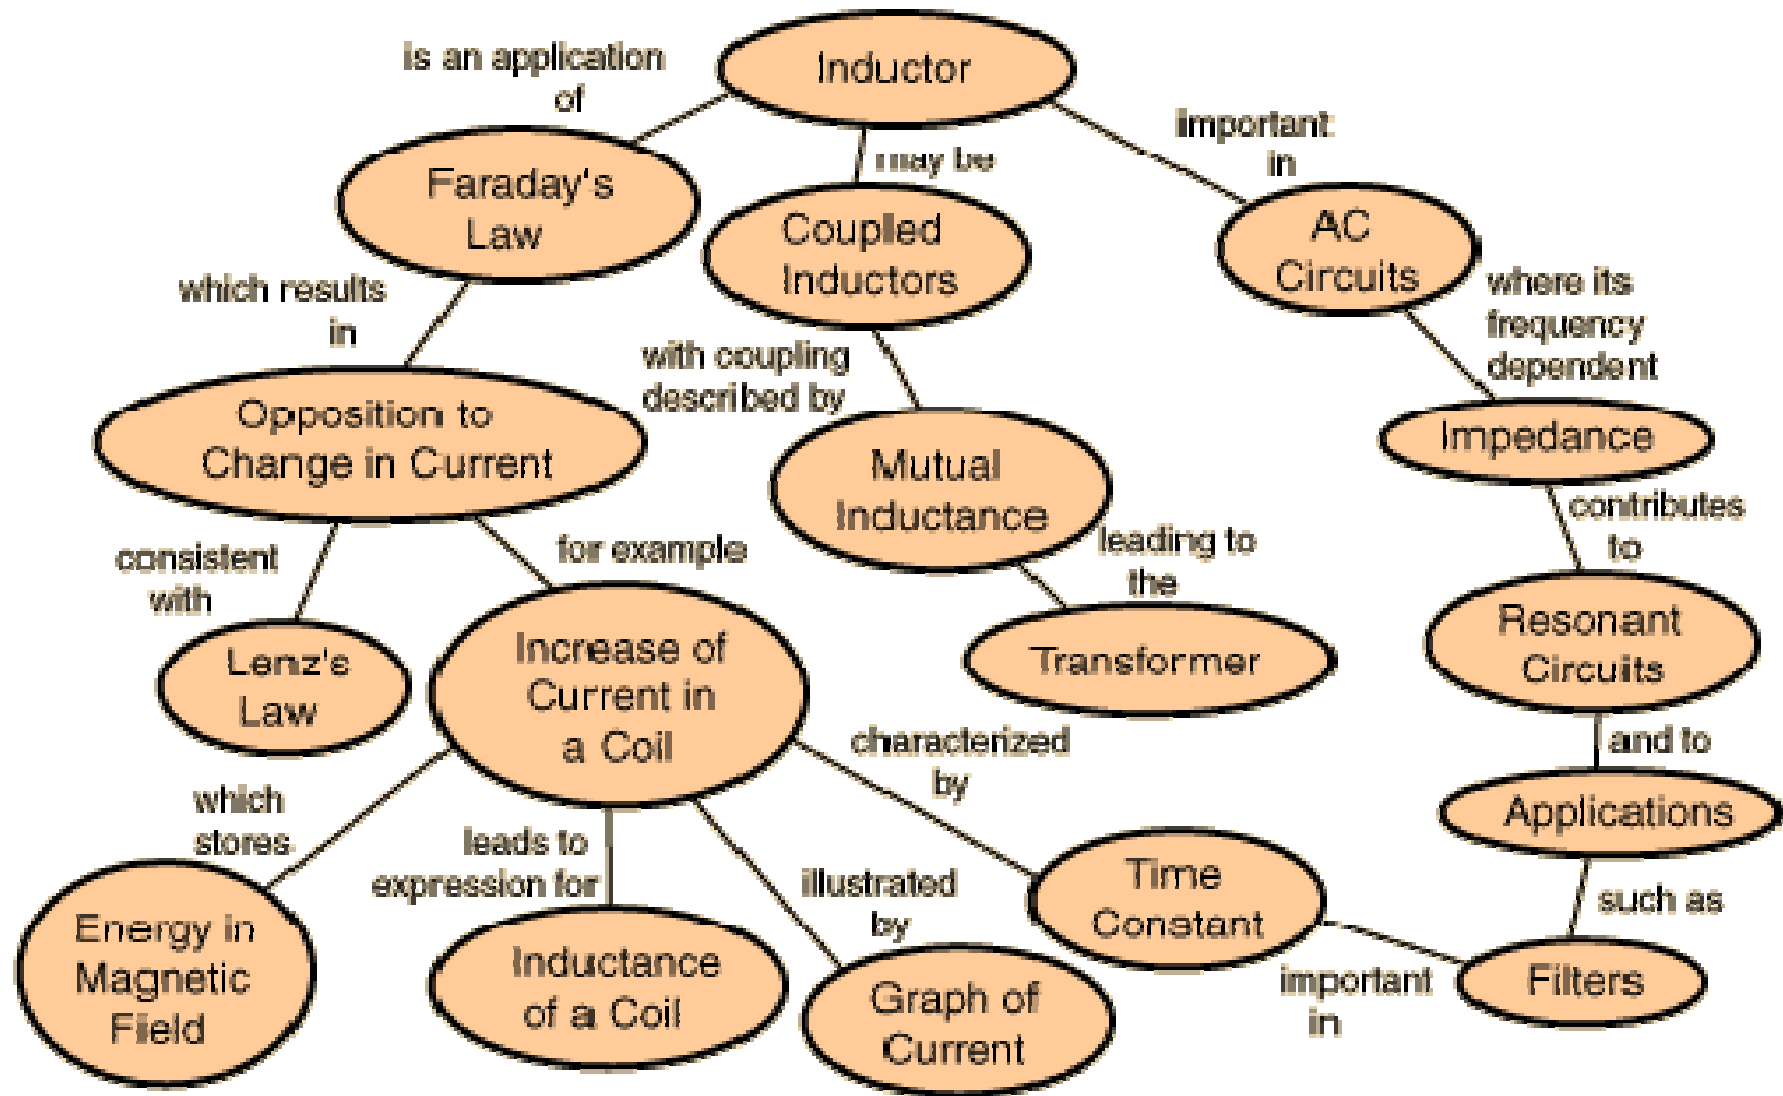 Inductor
is an application
of
may be
important
in
Faraday's
Law
Coupled
Inductors
AC
Circuits
which results
in
with coupling
described by
where its
frequency
dependent
Opposition to
Change in Current
Mutual
Inductance
Impedance
consistent
with
for example
leading to
the
contributes
to
Lenz's
Law
Increase of
Current in
a Coil
Transformer
Resonant
Circuits
which
stores
leads to
expression for
illustrated
by
characterized
by
and to
Applications
Energy in
Magnetic
Field
Inductance
of a Coil
Graph of
Current
Time
Constant
important
in
such as
Filters